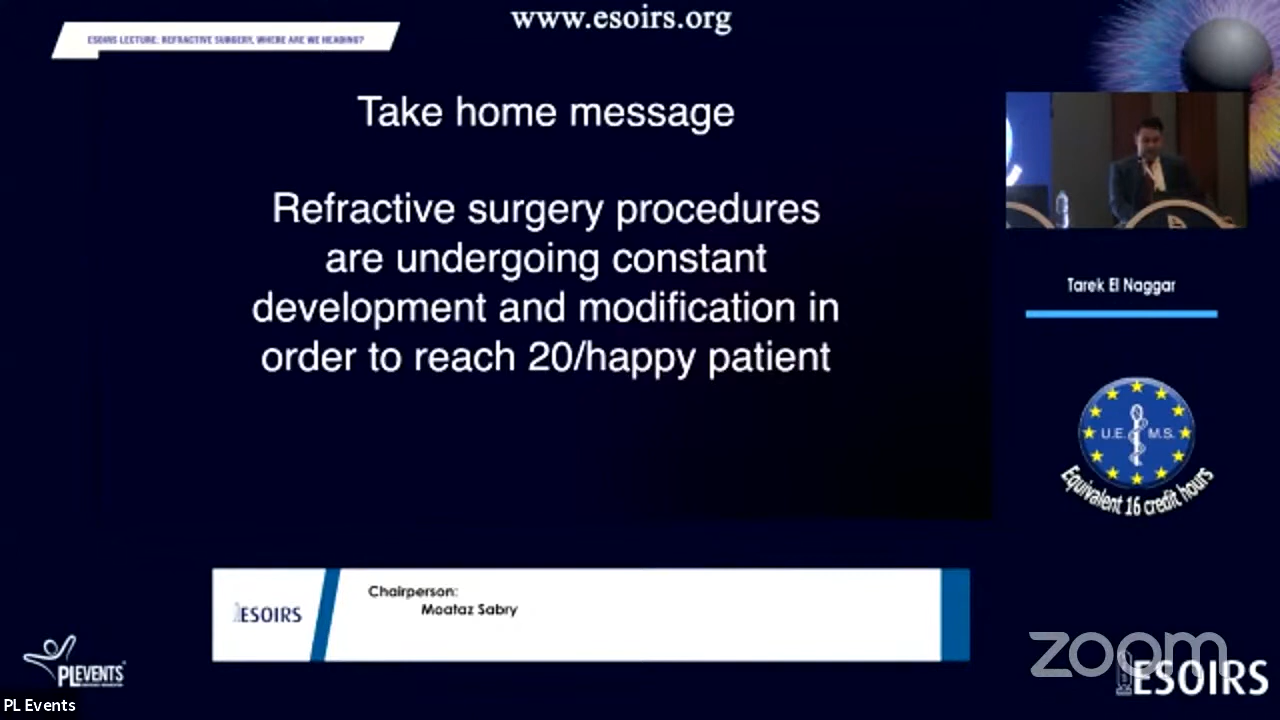 www.esoirs.org
ESOIRS LECTURE: REFRACTIVE SURGERY, WHERE ARE WE HEADING?
Take home message
Refractive surgery procedures
are undergoing constant
development and modification in
order to reach 20/happy patient
Tarek El Naggar
U.E. M.S.
Equivalent 16 credit hours
ESOIRS
Chairperson:
Moataz Sabry
PLEVENTS
zoom
ESOIRS
PL Events